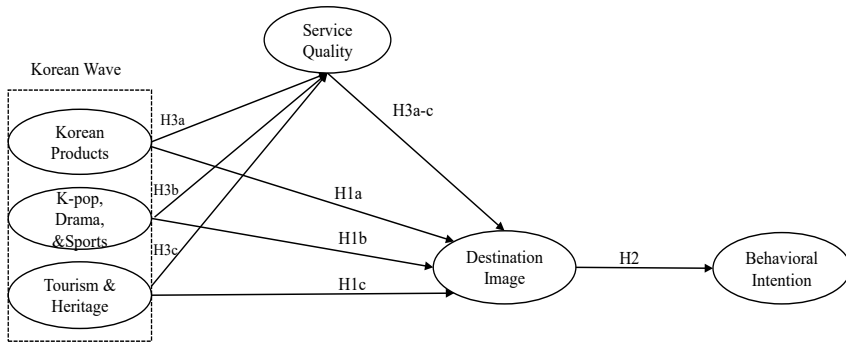 Service
Quality
Korean Wave
H3a
H3a-c
Korean
Products
H3b
H1a
K-pop,
Drama,
&Sports
H3c
H1b
Destination
Image
H2
Behavioral
Intention
Tourism &
Heritage
H1c